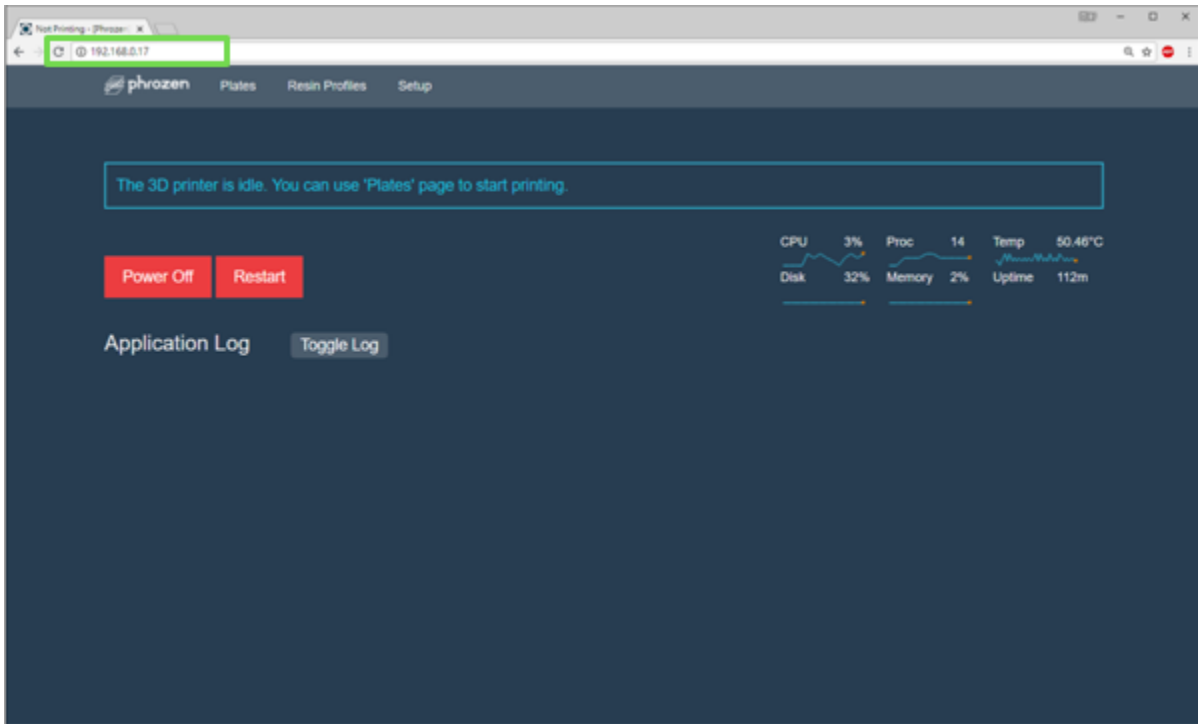 Not Printing - [Phrozen
192.168.0.17
phrozen Plates Resin Profiles Setup
The 3D printer is idle. You can use 'Plates' page to start printing.
CPU 3% Proc 14 Temp 50.46°C
Power Off Restart
Disk 32% Memory 2% Uptime 112m
Application Log Toggle Log